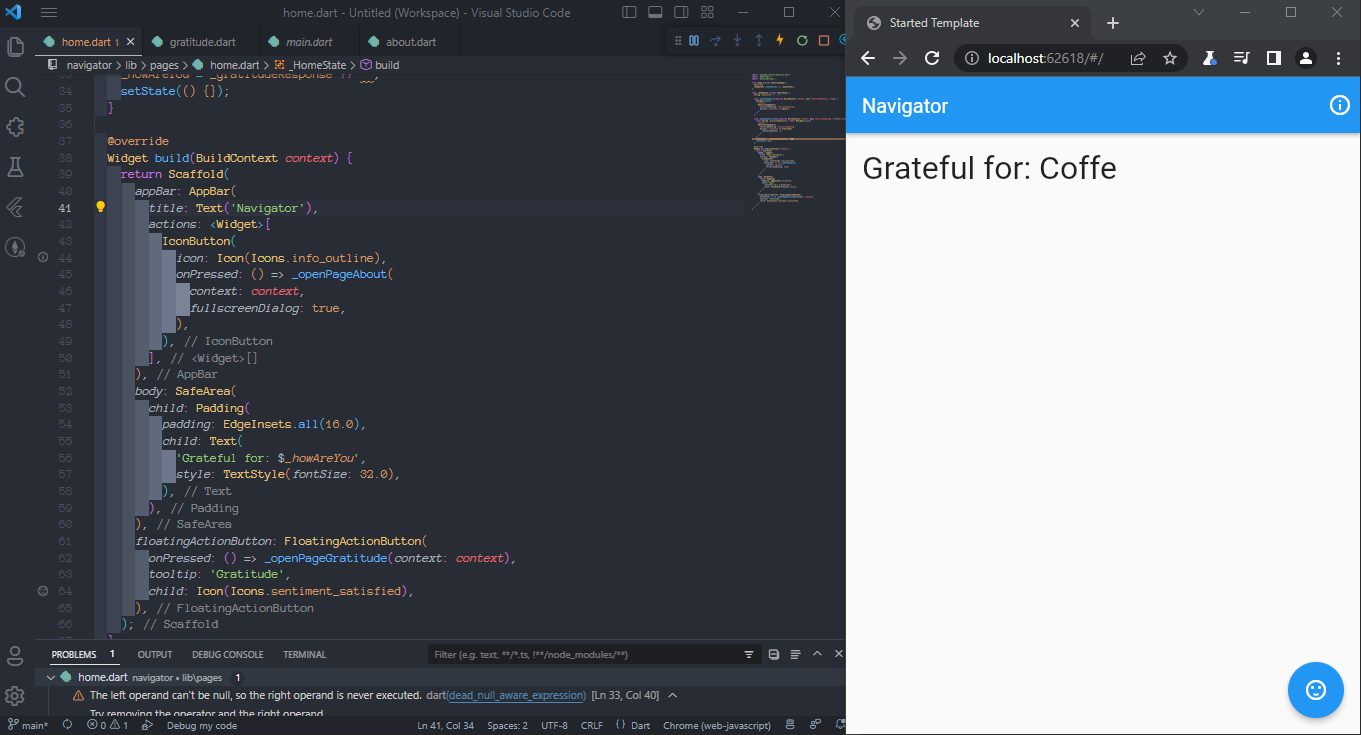 home.dart - Untitled (Workspace) - Visual Studio Code
home.dart 1
gratitude.dart
main.dart
about.dart
navigator > lib > pages > home.dart > _HomeState > build
33 _howAreYou = _gratitudeResponse ?? '';
34 setState(() {});
35 }
36
37 @override
38 Widget build(BuildContext context) {
39 return Scaffold(
40 appBar: AppBar(
41 title: Text('Navigator'),
42 actions: <Widget>[
43 IconButton(
44 icon: Icon(Icons.info_outline),
45 onPressed: () => _openPageAbout(
46 context: context,
47 fullscreenDialog: true,
48 ),
49 ), // IconButton
50 ], // <Widget>[]
51 ), // AppBar
52 body: SafeArea(
53 child: Padding(
54 padding: EdgeInsets.all(16.0),
55 child: Text(
56 'Grateful for: $_howAreYou',
57 style: TextStyle(fontSize: 32.0),
58 ), // Text
59 ), // Padding
60 ), // SafeArea
61 floatingActionButton: FloatingActionButton(
62 onPressed: () => _openPageGratitude(context: context),
63 tooltip: 'Gratitude',
64 child: Icon(Icons.sentiment_satisfied),
65 ), // FloatingActionButton
66 ); // Scaffold
}
PROBLEMS 1 OUTPUT DEBUG CONSOLE TERMINAL
Filter (e.g. text, **/*.ts, !**/node_modules/**)
home.dart navigator • lib\pages 1
The left operand can't be null, so the right operand is never executed. dart(dead_null_aware_expression) [Ln 33, Col 40]
Try removing the operator and the right operand.
main* 0 1 Debug my code Ln 41, Col 34 Spaces: 2 UTF-8 CRLF {} Dart Chrome (web-javascript)
Started Template
localhost:62618/#/
Navigator
Grateful for: Coffe